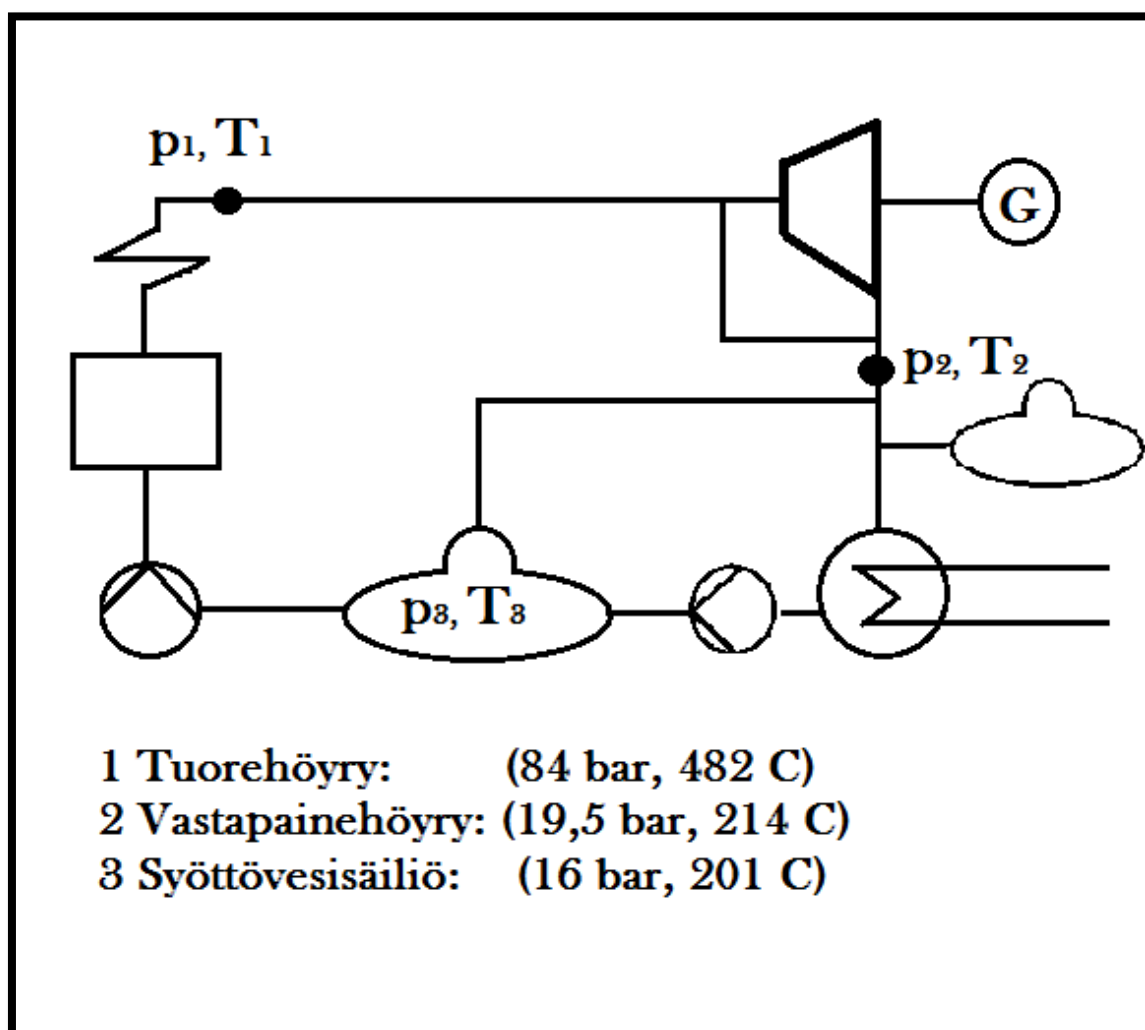 p₁, T₁
G
p₂, T₂
p₃, T₃
1 Tuorehöyry: (84 bar, 482 C)
2 Vastapainehöyry: (19,5 bar, 214 C)
3 Syöttövesisäiliö: (16 bar, 201 C)